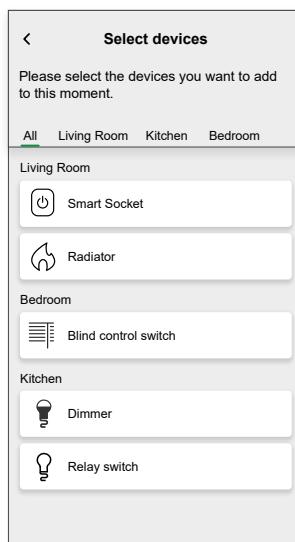 Select devices
Please select the devices you want to add
to this moment.
All Living Room Kitchen Bedroom
Living Room
Smart Socket
Radiator
Bedroom
Blind control switch
Kitchen
Dimmer
Relay switch